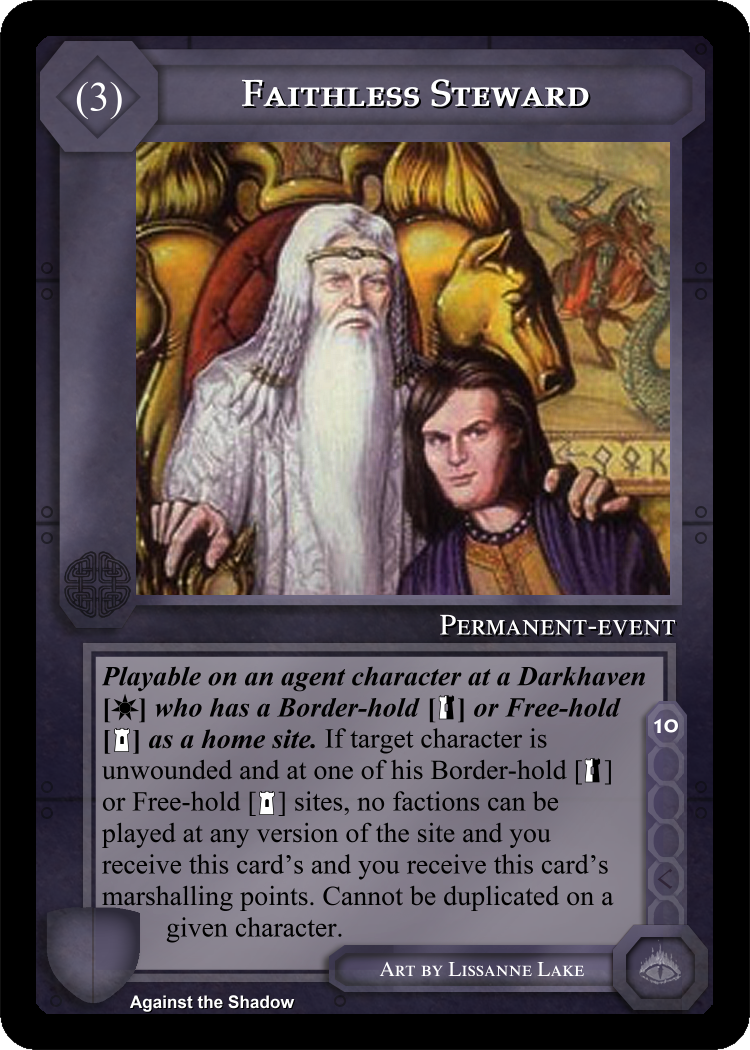 (3)
Faithless Steward
Permanent-event
Playable on an agent character at a Darkhaven
[] who has a Border-hold [] or Free-hold
[] as a home site. If target character is
unwounded and at one of his Border-hold []
or Free-hold [] sites, no factions can be
played at any version of the site and you
receive this card's and you receive this card's
marshalling points. Cannot be duplicated on a
given character.
10
Art by Lissanne Lake
Against the Shadow